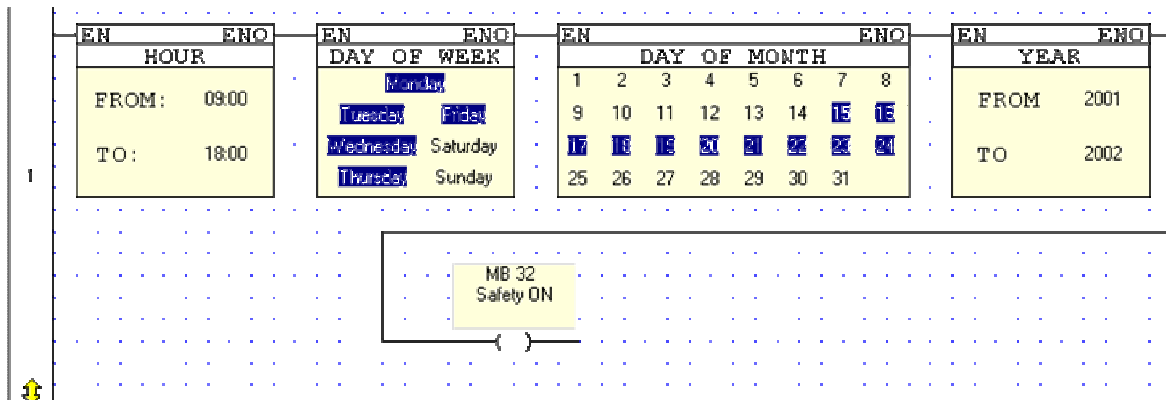 EN ENO EN ENO EN ENO EN ENO
HOUR DAY OF WEEK DAY OF MONTH YEAR
FROM: 09:00
TO: 18:00
Monday
Tuesday Friday
Wednesday Saturday
Thursday Sunday
1 2 3 4 5 6 7 8
9 10 11 12 13 14 15 16
17 18 19 20 21 22 23 24
25 26 27 28 29 30 31
FROM 2001
TO 2002
1
MB 32
Safety ON